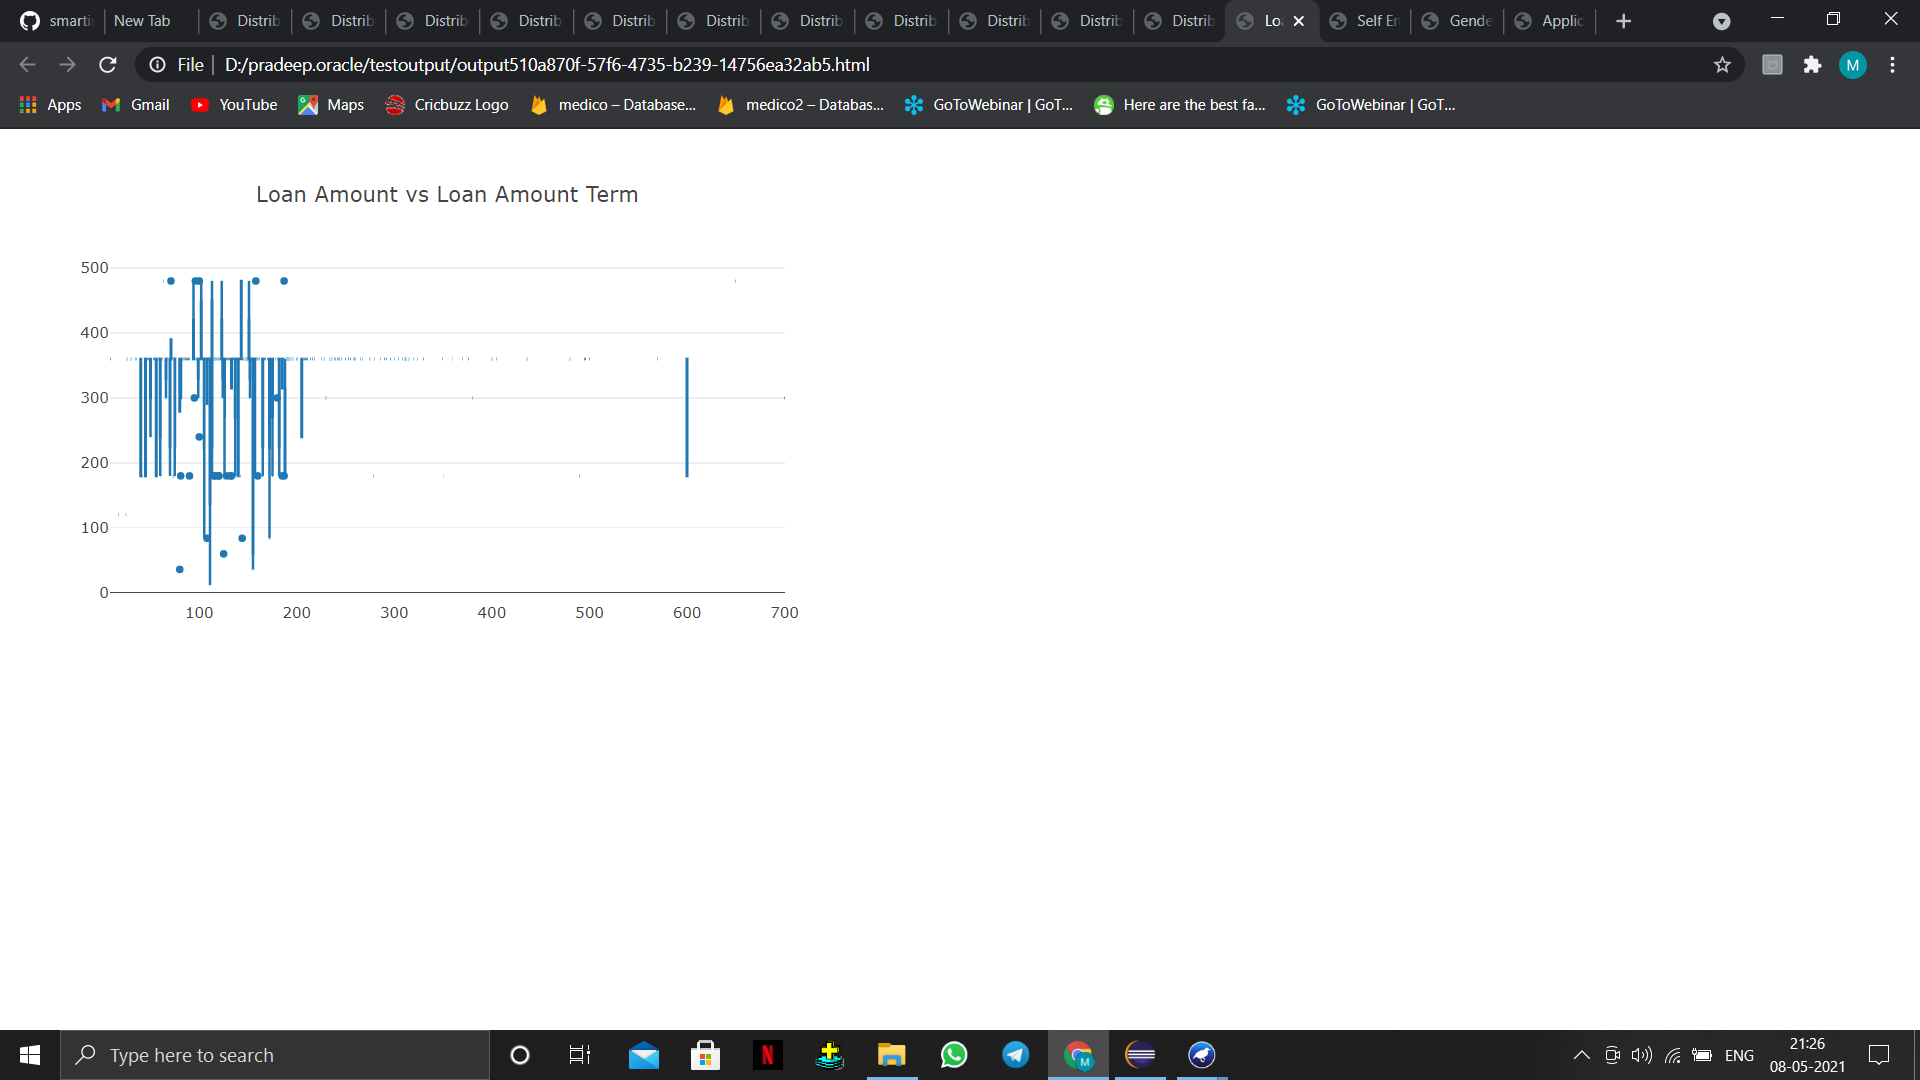 smarti
New Tab
Distrib
Distrib
Distrib
Distrib
Distrib
Distrib
Distrib
Distrib
Distrib
Distrib
Distrib
Lo
Self En
Gende
Applic
File
D:/pradeep.oracle/testoutput/output510a870f-57f6-4735-b239-14756ea32ab5.html
M
Apps
Gmail
YouTube
Maps
Cricbuzz Logo
medico – Database...
medico2 – Databas...
GoToWebinar | GoT...
Here are the best fa...
GoToWebinar | GoT...
Loan Amount vs Loan Amount Term
500
400
300
200
100
0
100 200 300 400 500 600 700
Type here to search
N
M
ENG
21:26
08-05-2021